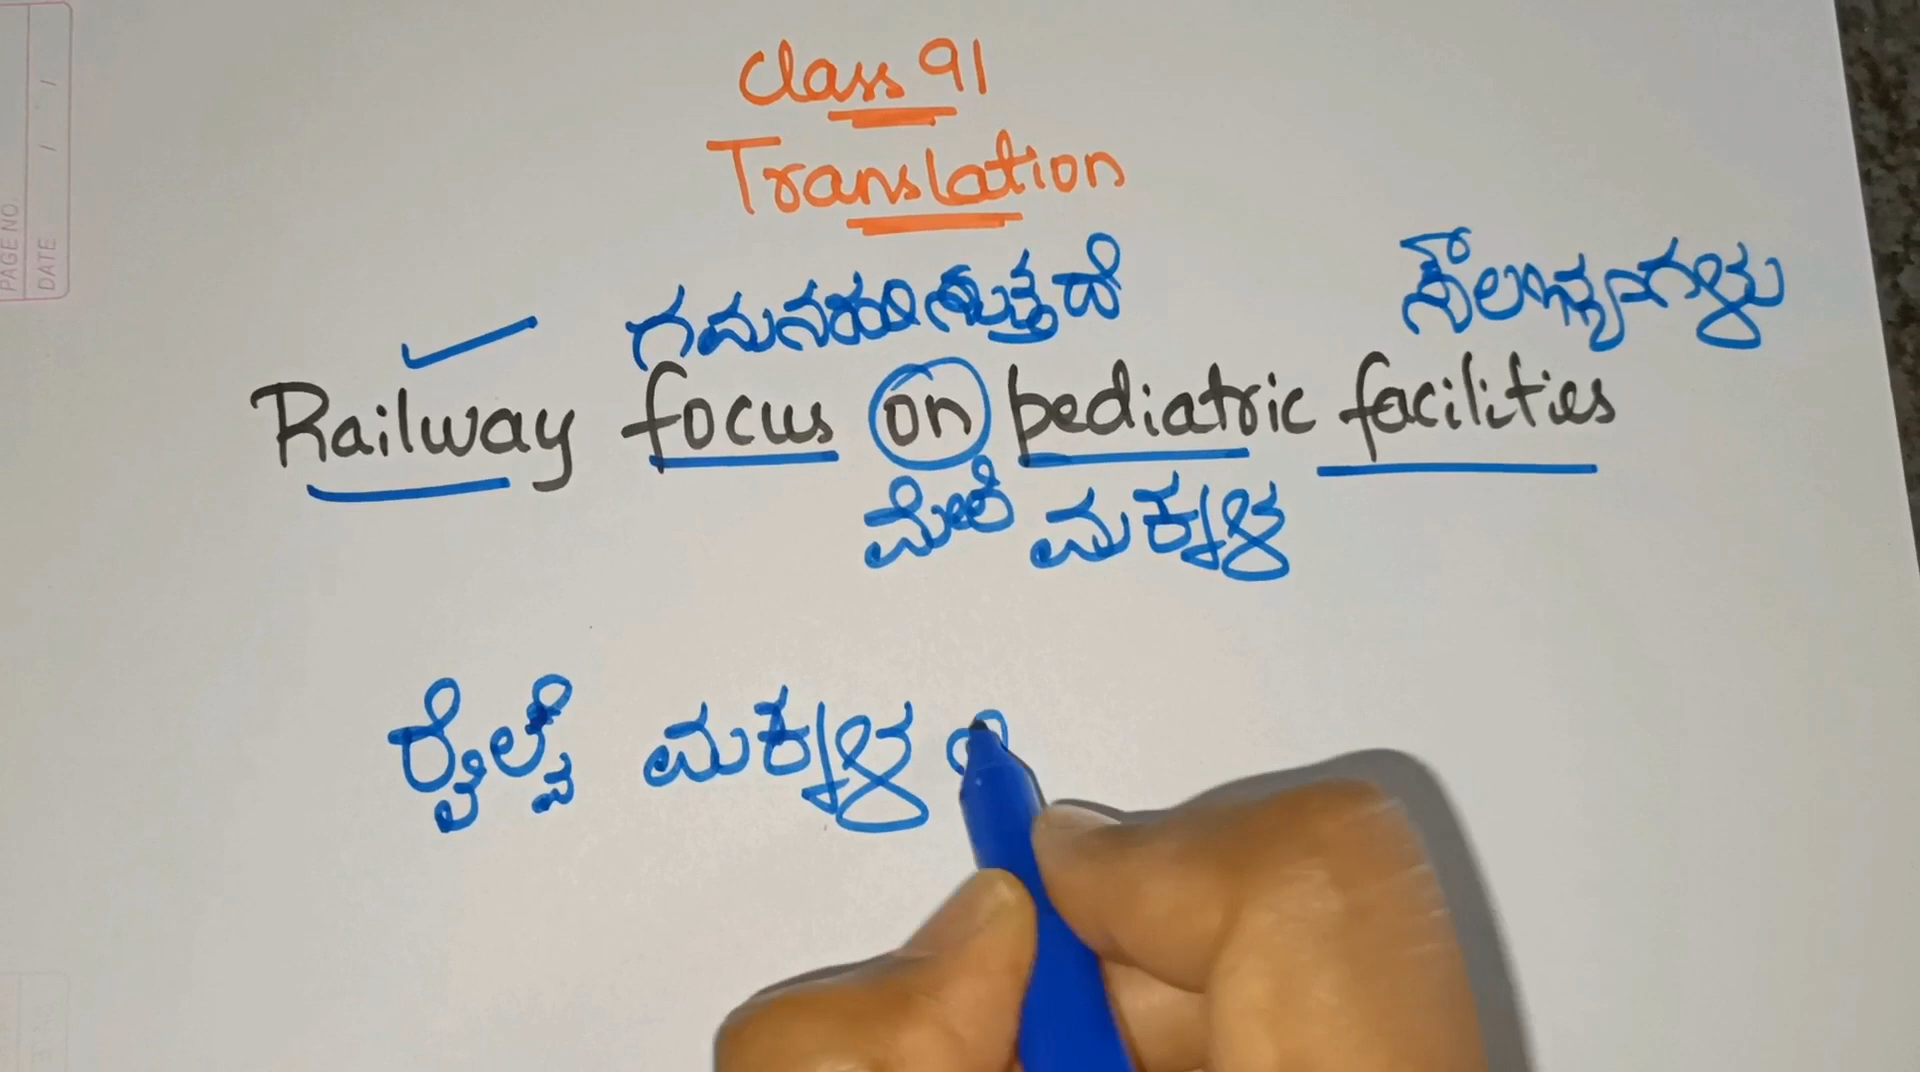 PAGE NO.
DATE / /
Class 91
Translation
ಗಮನಹರಿಸುತ್ತದೆ ಸೌಲಭ್ಯಗಳು
Railway focus on pediatric facilities
ಮೇಲೆ ಮಕ್ಕಳ
ರೈಲ್ವೆ ಮಕ್ಕಳ